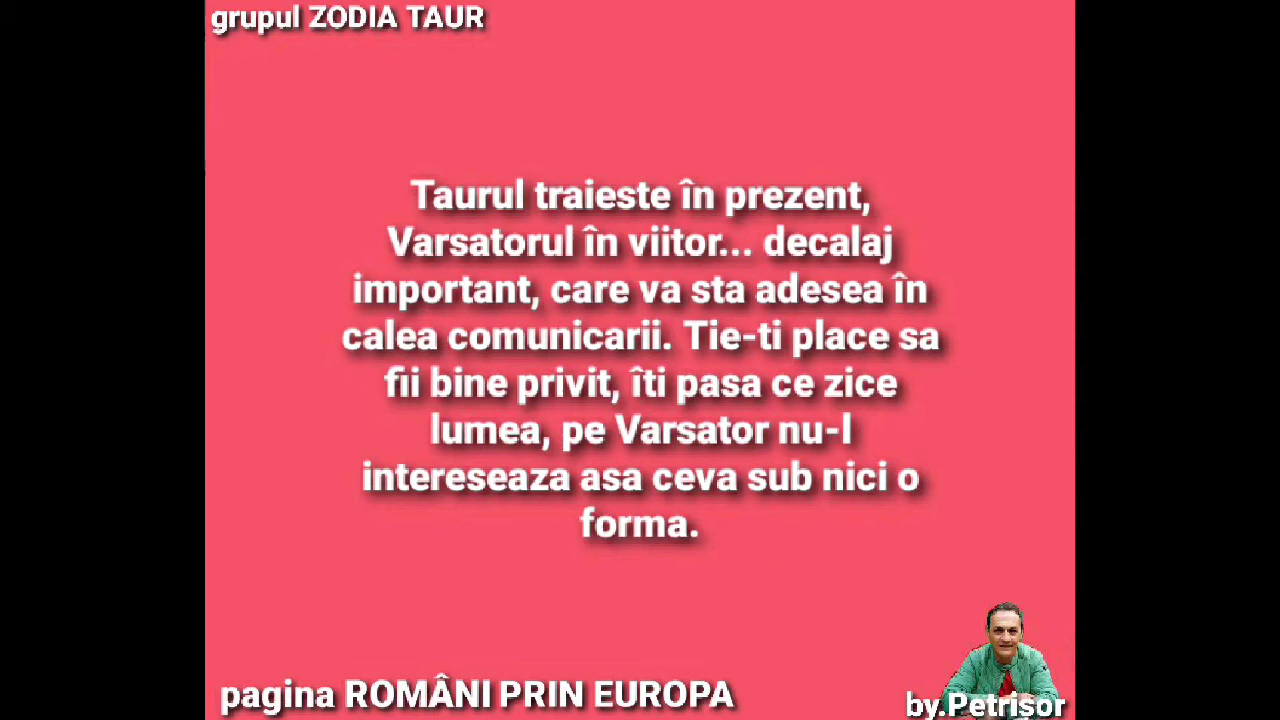 grupul ZODIA TAUR
Taurul traieste în prezent,
Varsatorul în viitor... decalaj
important, care va sta adesea în
calea comunicarii. Tie-ti place sa
fii bine privit, îti pasa ce zice
lumea, pe Varsator nu-l
intereseaza asa ceva sub nici o
forma.
pagina ROMÂNI PRIN EUROPA
by.Petrișor